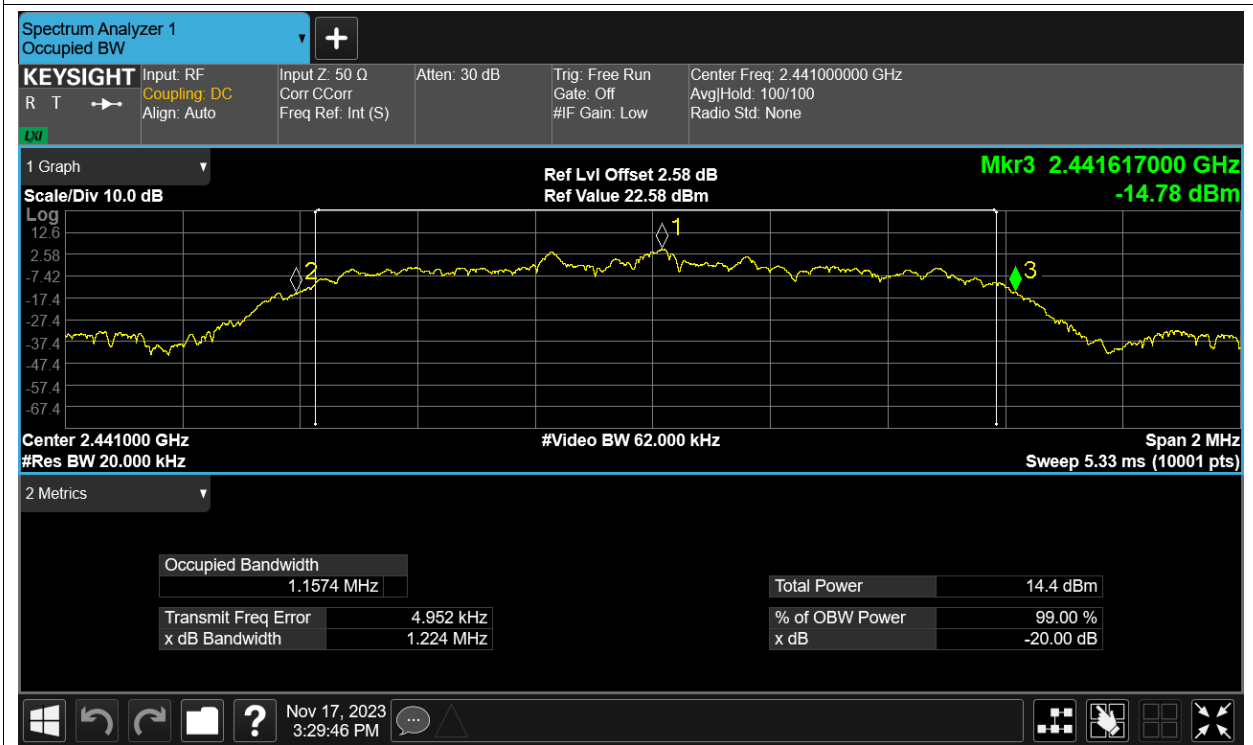 Spectrum Analyzer 1
Occupied BW
KEYSIGHT
R T
LXI
Input: RF
Coupling: DC
Align: Auto
Input Z: 50 Ω
Corr CCorr
Freq Ref: Int (S)
Atten: 30 dB
Trig: Free Run
Gate: Off
#IF Gain: Low
Center Freq: 2.441000000 GHz
Avg|Hold: 100/100
Radio Std: None
1 Graph
Scale/Div 10.0 dB
Ref Lvl Offset 2.58 dB
Ref Value 22.58 dBm
Mkr3 2.441617000 GHz
-14.78 dBm
Log
12.6
2.58
-7.42
-17.4
-27.4
-37.4
-47.4
-57.4
-67.4
1
2
3
Center 2.441000 GHz
#Res BW 20.000 kHz
#Video BW 62.000 kHz
Span 2 MHz
Sweep 5.33 ms (10001 pts)
2 Metrics
Occupied Bandwidth
1.1574 MHz
Transmit Freq Error 4.952 kHz
x dB Bandwidth 1.224 MHz
Total Power 14.4 dBm
% of OBW Power 99.00 %
x dB -20.00 dB
?
Nov 17, 2023
3:29:46 PM